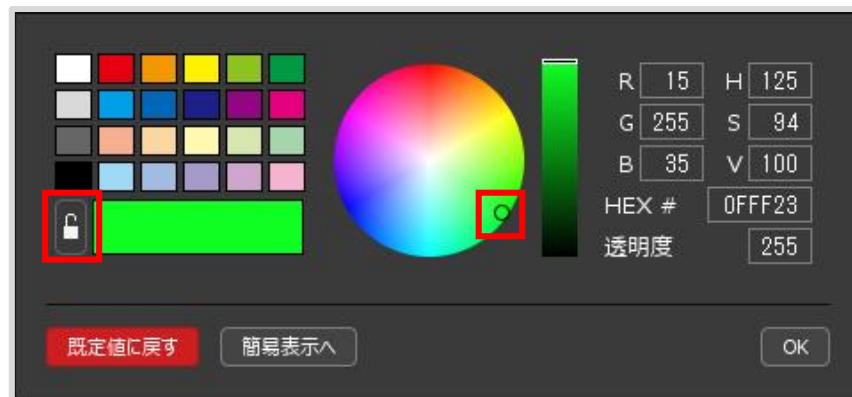 R 15 H 125
G 255 S 94
B 35 V 100
HEX # 0FFF23
透明度 255
既定値に戻す 簡易表示へ OK